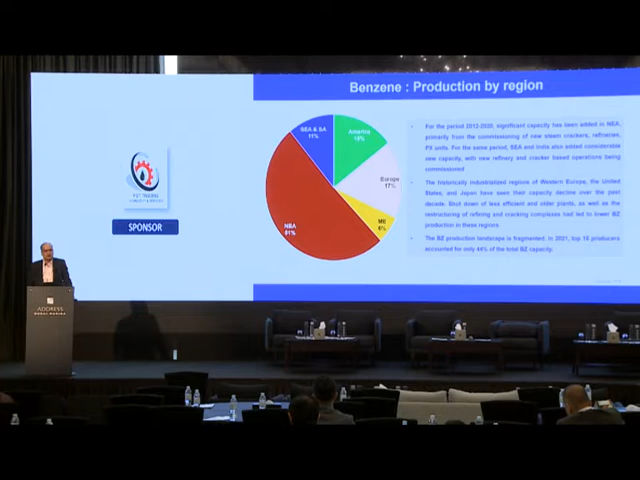 Benzene : Production by region
SEA & SA
11%
America
15%
Europe
17%
ME
6%
NEA
51%
For the period 2012-2020, significant capacity has been added in NEA,
primarily from the commissioning of new steam crackers, refineries,
PX units. For the same period, SEA and India also added considerable
new capacity, with new refinery and cracker based operations being
commissioned
The historically industrialized regions of Western Europe, the United
States, and Japan have seen their capacity decline over the past
decade. Shut down of less efficient and older plants, as well as the
restructuring of refining and cracking complexes had led to lower BZ
production in these regions
The BZ production landscape is fragmented. In 2021, top 10 producers
accounted for only 44% of the total BZ capacity.
SPONSOR
ADDRESS
DUBAI MARINA